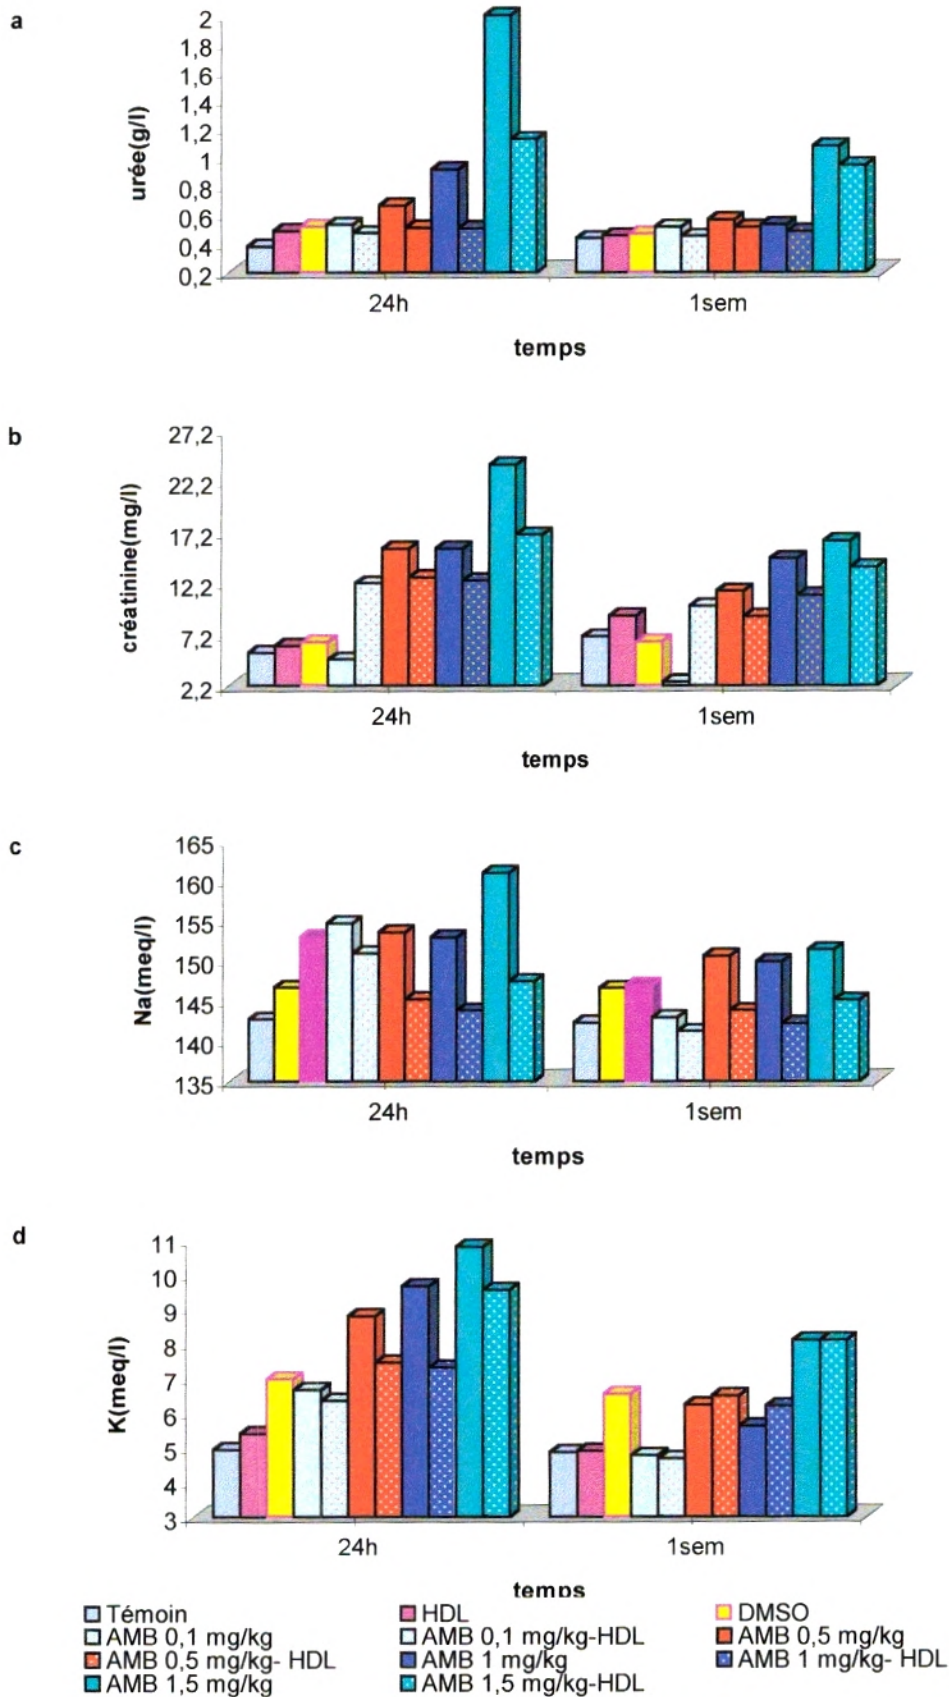 a
urée(g/l)
2
1,8
1,6
1,4
1,2
1
0,8
0,6
0,4
0,2
24h 1sem
temps
b
créatinine(mg/l)
27,2
22,2
17,2
12,2
7,2
2,2
24h 1sem
temps
c
Na(meq/l)
165
160
155
150
145
140
135
24h 1sem
temps
d
K(meq/l)
11
10
9
8
7
6
5
4
3
24h 1sem
temps
Témoin HDL DMSO
AMB 0,1 mg/kg AMB 0,1 mg/kg-HDL AMB 0,5 mg/kg
AMB 0,5 mg/kg- HDL AMB 1 mg/kg AMB 1 mg/kg- HDL
AMB 1,5 mg/kg AMB 1,5 mg/kg-HDL